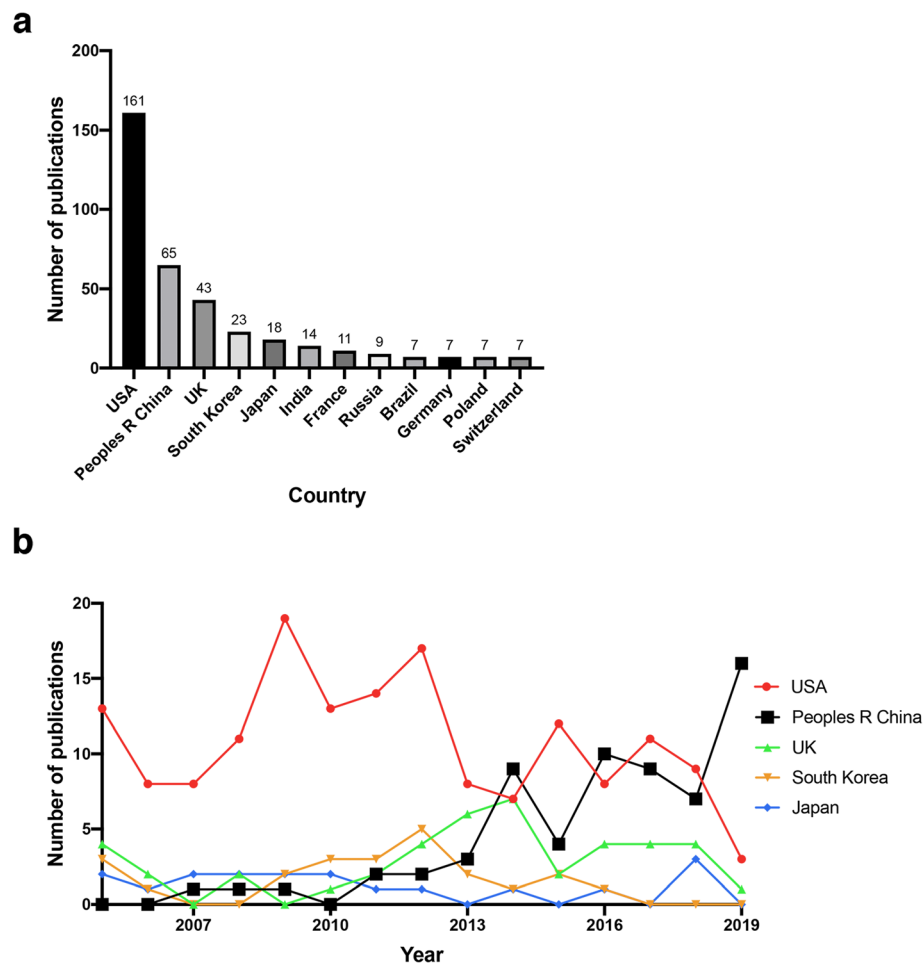 a
Number of publications
200
150
100
50
0
161
65
43
23
18
14
11
9
7
7
7
7
USA
Peoples R China
UK
South Korea
Japan
India
France
Russia
Brazil
Germany
Poland
Switzerland
Country
b
Number of publications
20
15
10
5
0
2007
2010
2013
2016
2019
Year
USA
Peoples R China
UK
South Korea
Japan